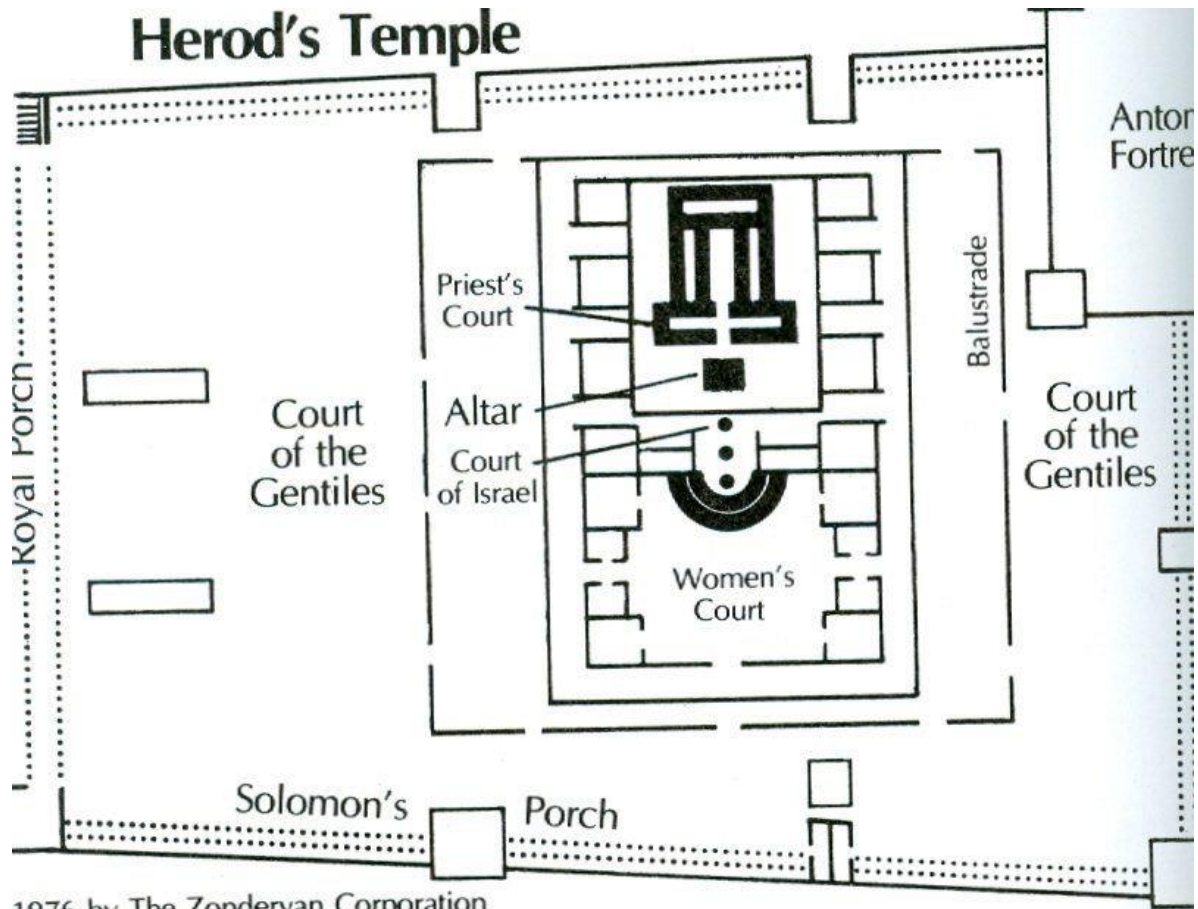 Herod's Temple
Antor
Fortre
Royal Porch
Priest's
Court
Balustrade
Court
of the
Gentiles
Altar
Court
of Israel
Court
of the
Gentiles
Women's
Court
Solomon's Porch
1976 by The Zondervan Corporation